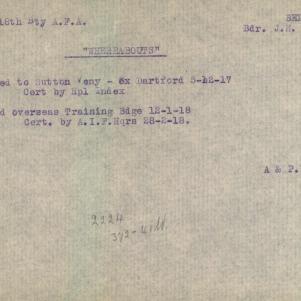 18th Bty A.F.A.
Bdr. J.H.
"WHEREABOUTS"
ed to Sutton Veny - ex Dartford 5-12-17
Cert by Hpl Index
d overseas Training Bdge 12-1-18
Cert. by A.I.F.Hqrs 28-2-18.
A & P.
2224